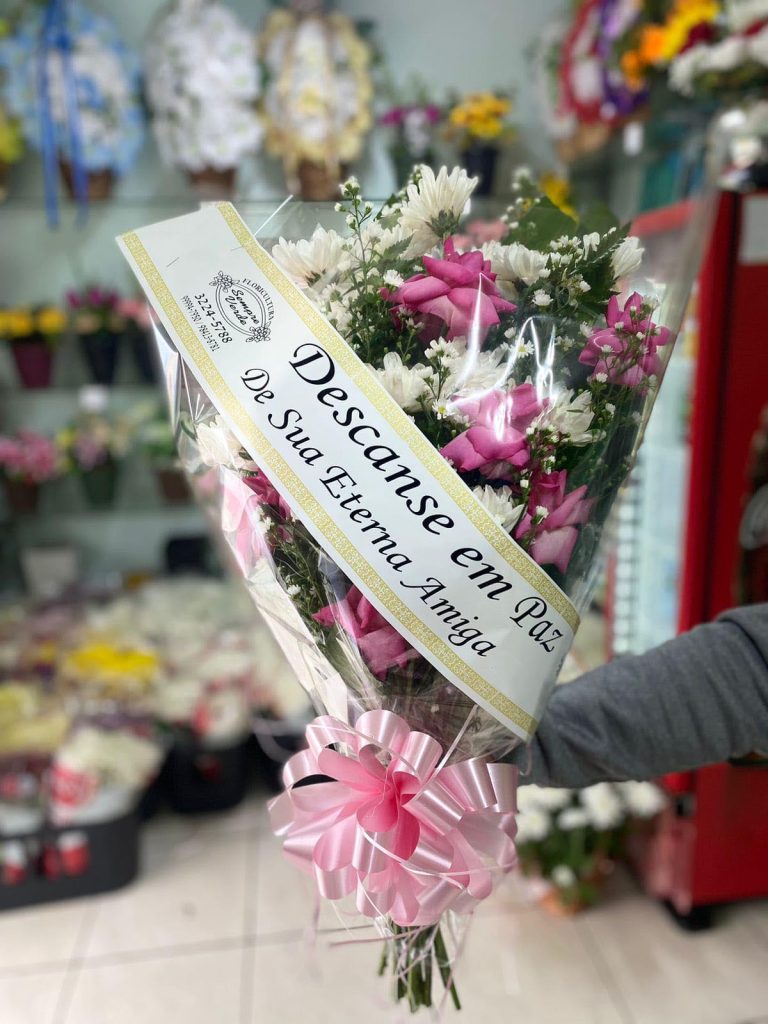 FLORICULTURA
Sempre
Verde
3224-5788
Descanse em Paz
De Sua Eterna Amiga